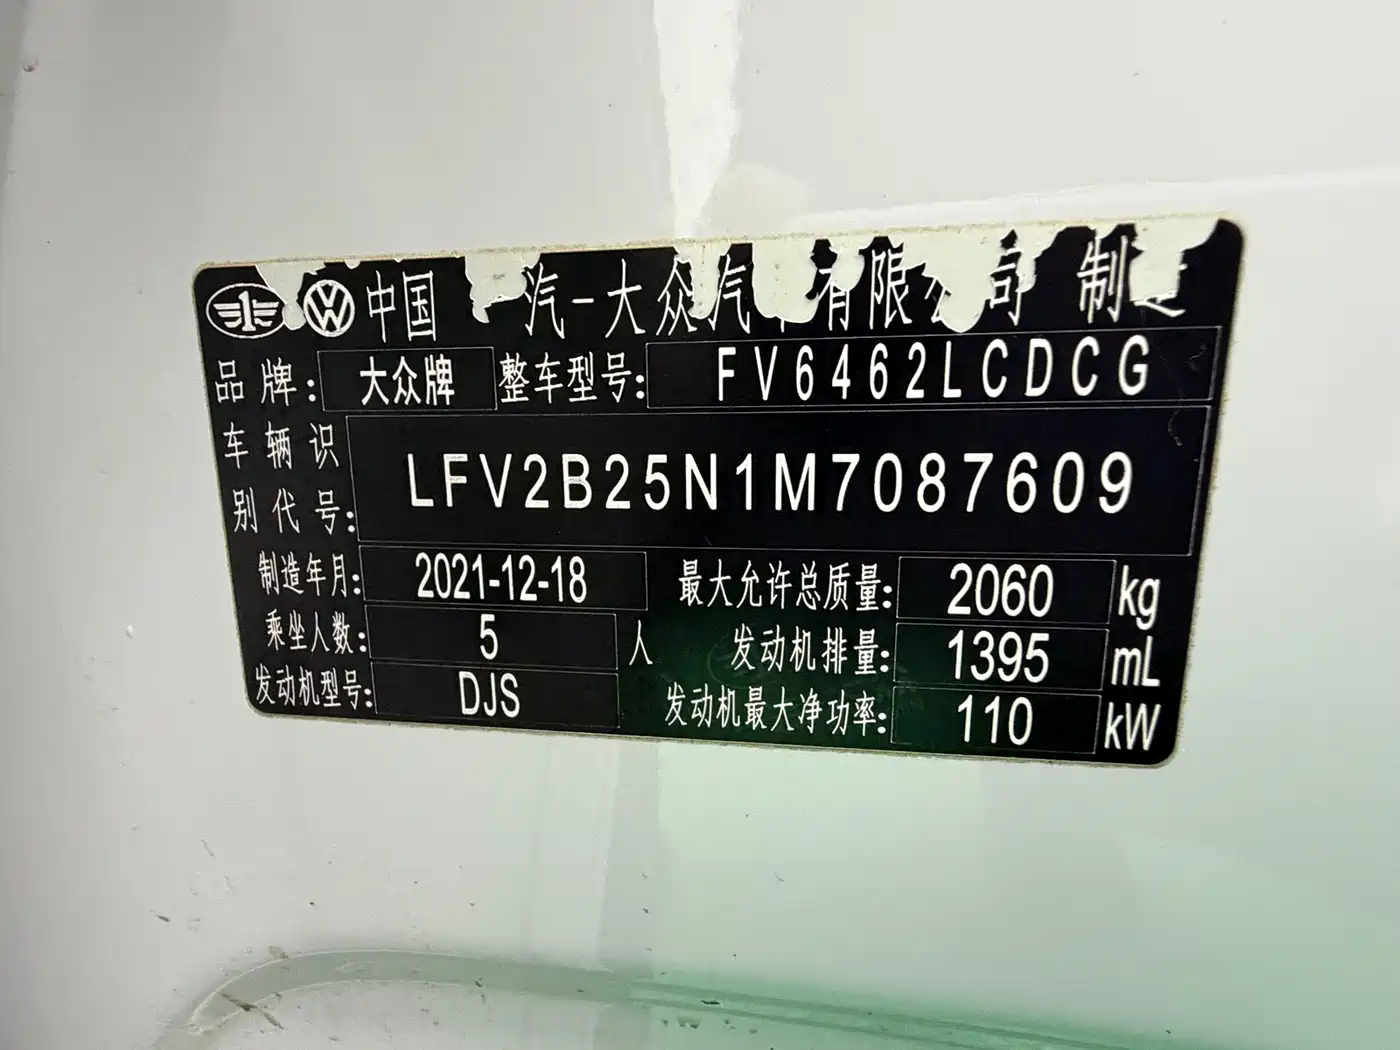 中国 汽-大众汽车有限公司 制造
品牌: 大众牌 整车型号: FV6462LCDCG
车辆识别代号: LFV2B25N1M7087609
制造年月: 2021-12-18 最大允许总质量: 2060 kg
乘坐人数: 5 人 发动机排量: 1395 mL
发动机型号: DJS 发动机最大净功率: 110 kW